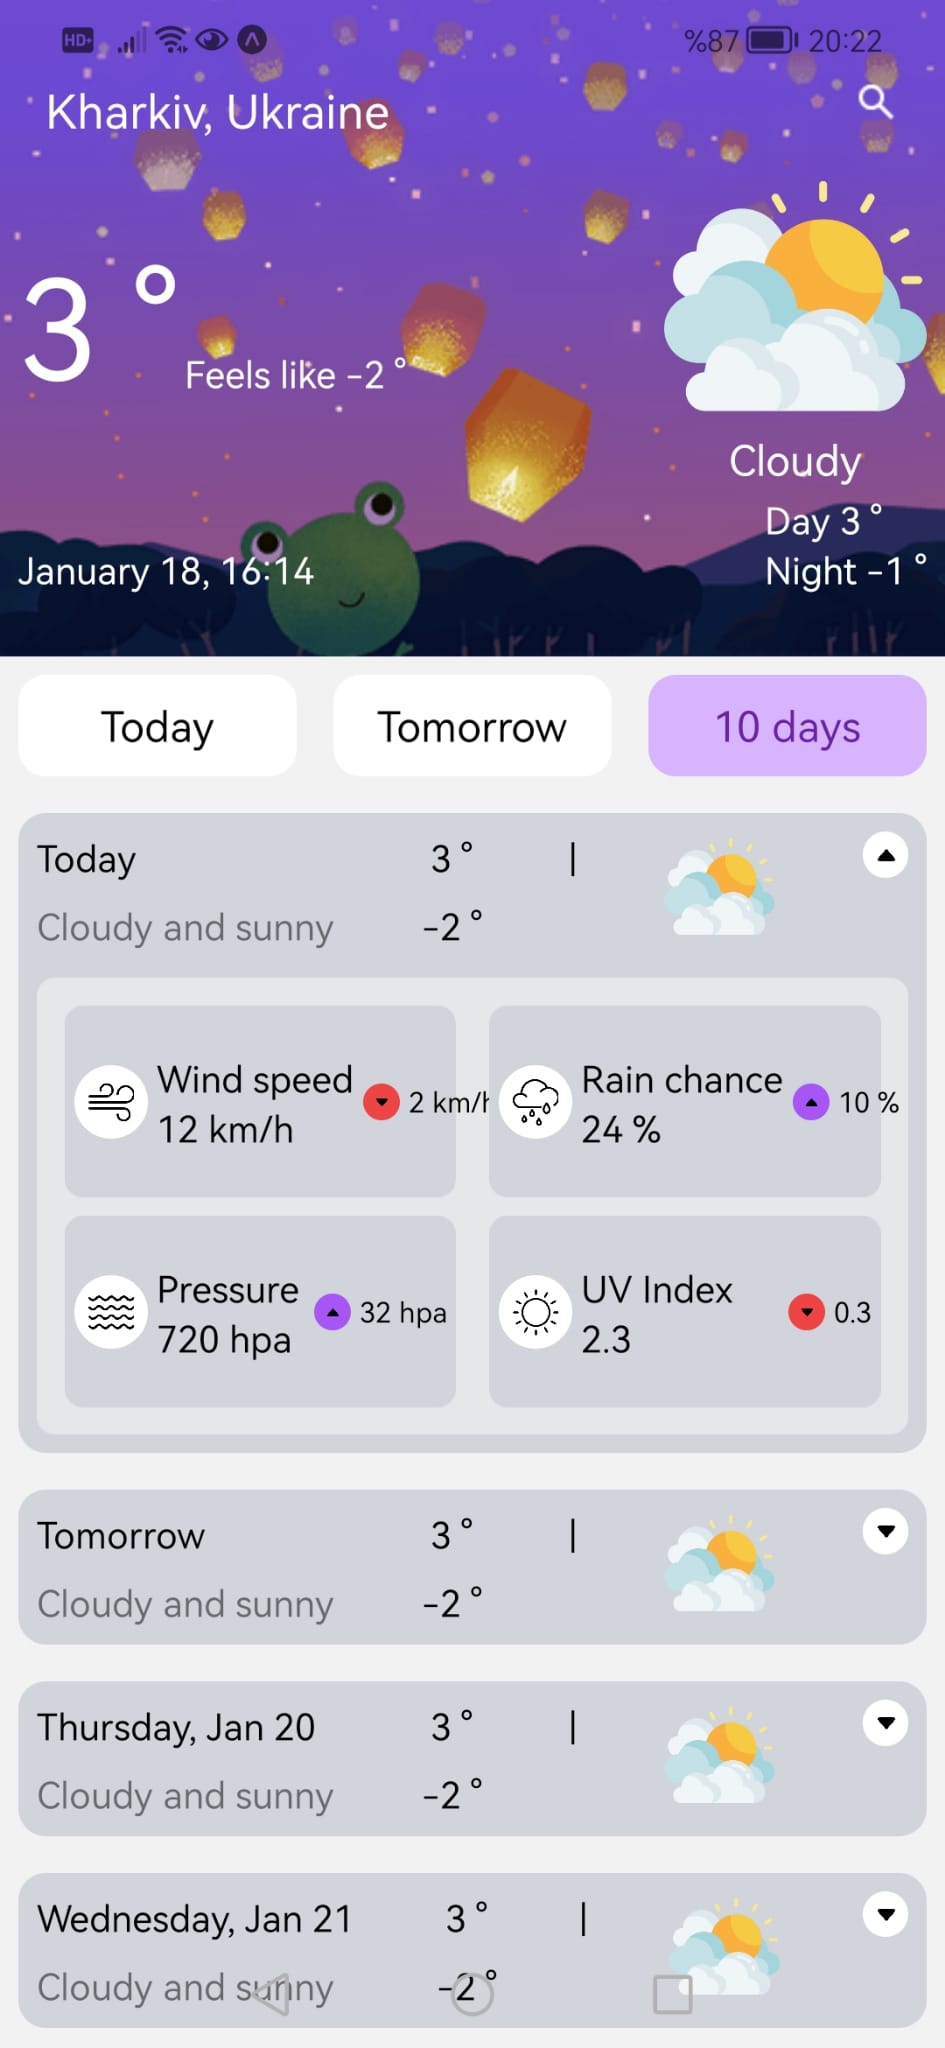 HD+
%87 20:22
Kharkiv, Ukraine
3 °
Feels like -2 °
Cloudy
Day 3 °
Night -1 °
January 18, 16:14
Today
Tomorrow
10 days
Today 3 ° |
Cloudy and sunny -2 °
Wind speed
12 km/h
2 km/h
Rain chance
24 %
10 %
Pressure
720 hpa
32 hpa
UV Index
2.3
0.3
Tomorrow 3 ° |
Cloudy and sunny -2 °
Thursday, Jan 20 3 ° |
Cloudy and sunny -2 °
Wednesday, Jan 21 3 ° |
Cloudy and sunny -2 °